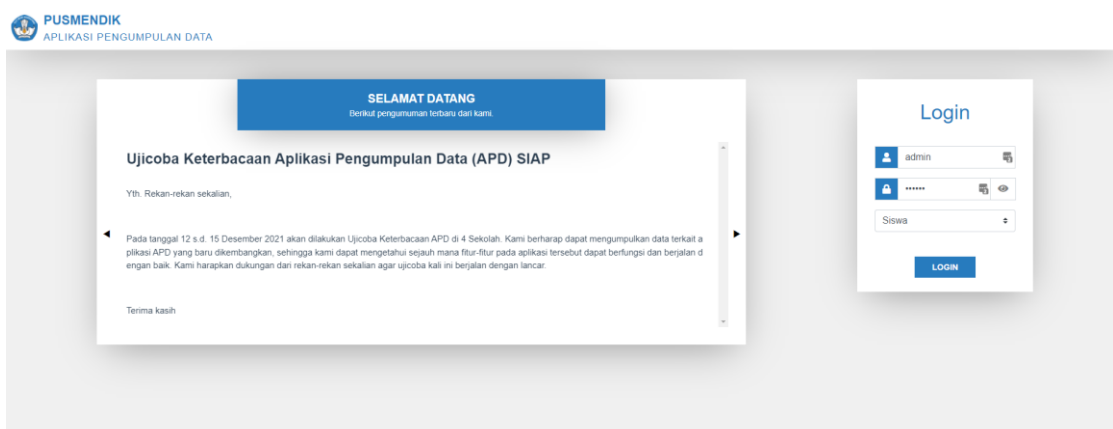 PUSMENDIK
APLIKASI PENGUMPULAN DATA
SELAMAT DATANG
Berikut pengumuman terbaru dari kami.
Ujicoba Keterbacaan Aplikasi Pengumpulan Data (APD) SIAP
Yth. Rekan-rekan sekalian,
Pada tanggal 12 s.d. 15 Desember 2021 akan dilakukan Ujicoba Keterbacaan APD di 4 Sekolah. Kami berharap dapat mengumpulkan data terkait a
plikasi APD yang baru dikembangkan, sehingga kami dapat mengetahui sejauh mana fitur-fitur pada aplikasi tersebut dapat berfungsi dan berjalan d
engan baik. Kami harapkan dukungan dari rekan-rekan sekalian agar ujicoba kali ini berjalan dengan lancar.
Terima kasih
Login
admin
••••••
Siswa
LOGIN